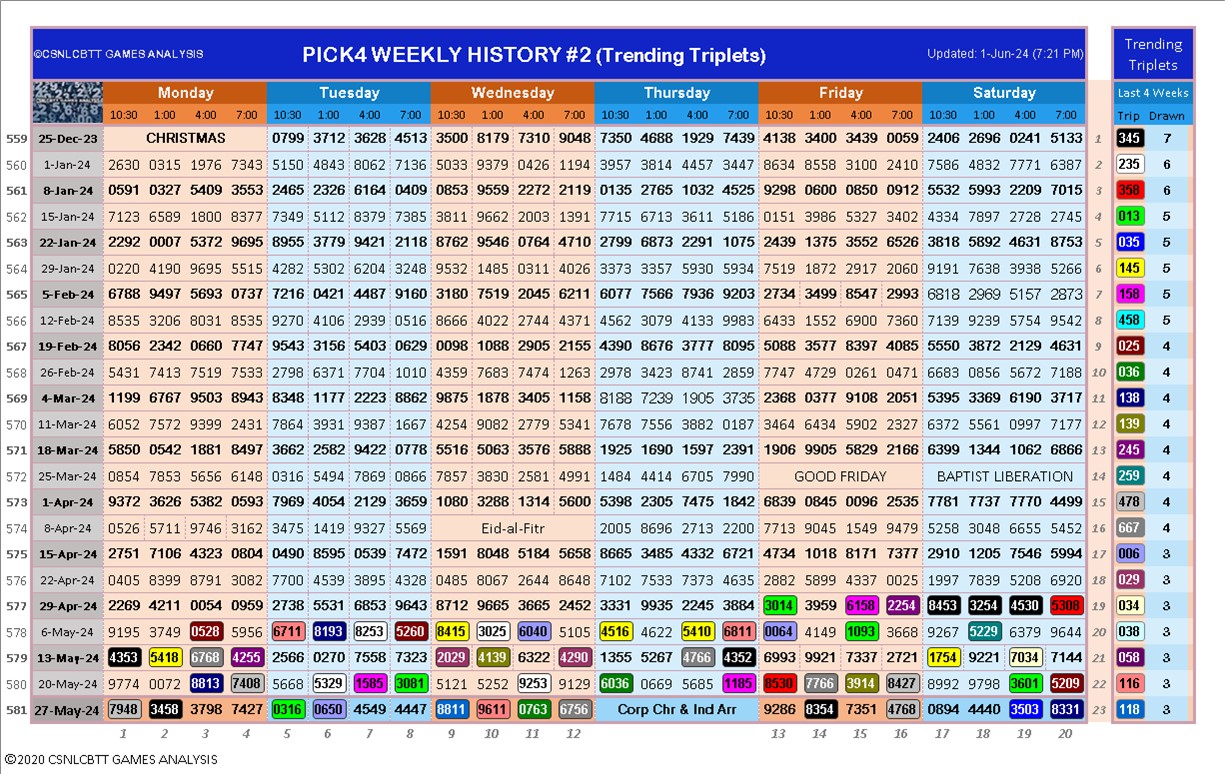 ©CSNLCBTT GAMES ANALYSIS PICK4 WEEKLY HISTORY #2 (Trending Triplets) Updated: 1-Jun-24 (7:21 PM)
Trending Triplets
Monday Tuesday Wednesday Thursday Friday Saturday Last 4 Weeks
10:30 1:00 4:00 7:00 10:30 1:00 4:00 7:00 10:30 1:00 4:00 7:00 10:30 1:00 4:00 7:00 10:30 1:00 4:00 7:00 10:30 1:00 4:00 7:00 Trip Drawn
559 25-Dec-23 CHRISTMAS 0799 3712 3628 4513 3500 8179 7310 9048 7350 4688 1929 7439 4138 3400 3439 0059 2406 2696 0241 5133 1 345 7
560 1-Jan-24 2630 0315 1976 7343 5150 4843 8062 7136 5033 9379 0426 1194 3957 3814 4457 3447 8634 8558 3100 2410 7586 4832 7771 6387 2 235 6
561 8-Jan-24 0591 0327 5409 3553 2465 2326 6164 0409 0853 9559 2272 2119 0135 2765 1032 4525 9298 0600 0850 0912 5532 5993 2209 7015 3 358 6
562 15-Jan-24 7123 6589 1800 8377 7349 5112 8379 7385 3811 9662 2003 1391 7715 6713 3611 5186 0151 3986 5327 3402 4334 7897 2728 2745 4 013 5
563 22-Jan-24 2292 0007 5372 9695 8955 3779 9421 2118 8762 9546 0764 4710 2799 6873 2291 1075 2439 1375 3552 6526 3818 5892 4631 8753 5 035 5
564 29-Jan-24 0220 4190 9695 5515 4282 5302 6204 3248 9532 1485 0311 4026 3373 3357 5930 5934 7519 1872 2917 2060 9191 7638 3938 5266 6 145 5
565 5-Feb-24 6788 9497 5693 0737 7216 0421 4487 9168 3180 7519 2045 6211 6077 7566 7936 9203 2734 3499 8547 2993 6818 2969 5157 2873 7 158 5
566 12-Feb-24 8535 3206 8031 8535 9270 4106 2939 0518 8666 4022 2744 4371 4562 3079 4133 9983 6433 1552 6900 7360 7139 9239 5754 9542 8 458 5
567 19-Feb-24 8056 2342 0660 7747 9543 3156 5403 0629 0098 1088 2905 2155 4390 8676 3777 8095 5088 3577 8397 4085 5550 3872 2129 4631 9 025 4
568 26-Feb-24 5431 7413 7519 7533 2798 6371 7704 1010 4359 7683 7474 1263 2978 3423 8741 2859 7747 4729 0261 0471 6683 0856 5672 7188 10 036 4
569 4-Mar-24 1199 6767 9503 8943 8348 1177 2223 8862 9875 1878 3405 1158 8188 7239 1905 3735 2368 0377 9108 2051 5395 3369 6190 3717 11 138 4
570 11-Mar-24 6052 7572 9399 2431 7864 3931 9387 1667 4254 9082 2779 5341 7678 7556 3882 0187 3464 6434 5902 2327 6372 5561 0997 7177 12 139 4
571 18-Mar-24 5850 0542 1881 8497 3662 2582 9422 0778 5516 5063 3576 5888 1925 1690 1597 2391 1906 9905 5829 2166 6399 1344 1062 6866 13 245 4
572 25-Mar-24 0854 7853 5656 6148 0316 5494 7869 0866 0857 3830 2581 4991 1484 4414 6705 7990 GOOD FRIDAY BAPTIST LIBERATION 14 259 4
573 1-Apr-24 9372 3626 5382 0593 7969 4054 2129 3659 1080 3288 1314 5600 5398 2305 7475 1842 6839 0845 0096 2535 7781 7737 7770 4499 15 478 4
574 8-Apr-24 0526 5711 9746 3162 3475 1419 9327 5569 Eid-al-Fitr 2005 8696 2713 2200 7713 9045 1549 9479 5258 3048 6655 5452 16 667 4
575 15-Apr-24 2751 7106 4323 0804 0490 8595 0539 7472 1591 8048 5184 5658 8665 3485 4332 6721 4734 1018 8171 7377 2910 1205 7546 5994 17 006 3
576 22-Apr-24 0405 8399 8791 3082 7700 4539 3895 4328 0485 8067 2644 8648 7102 7533 7373 4635 2882 5899 4337 0025 1997 7839 5208 6920 18 029 3
577 29-Apr-24 2269 4211 0054 0959 2738 5531 6853 9643 8712 9665 3665 2452 3331 9935 2245 3884 3014 3959 6158 2254 8453 3254 4530 5308 19 034 3
578 6-May-24 9195 3749 0528 5956 6711 8193 8253 5260 8415 3025 6040 5105 4516 4622 5410 6811 0064 4149 1093 3668 9267 5229 6379 9644 20 038 3
579 13-May-24 4353 5418 6768 4255 2566 0270 7558 7323 2029 4139 6322 4290 1355 5267 4766 4352 6993 9921 7337 2721 1754 9221 7034 7144 21 058 3
580 20-May-24 9774 0072 8813 7408 5668 5329 1585 3081 5121 5252 9253 9129 6036 0669 5685 1185 8530 7766 3914 8427 8992 9798 3601 5209 22 116 3
581 27-May-24 7948 3458 3798 7427 0316 0650 4549 4447 8811 9611 0763 6756 Corp Chr & Ind Arr 9286 8354 7351 4768 0894 4440 3503 8331 23 118 3
1 2 3 4 5 6 7 8 9 10 11 12 13 14 15 16 17 18 19 20
©2020 CSNLCBTT GAMES ANALYSIS